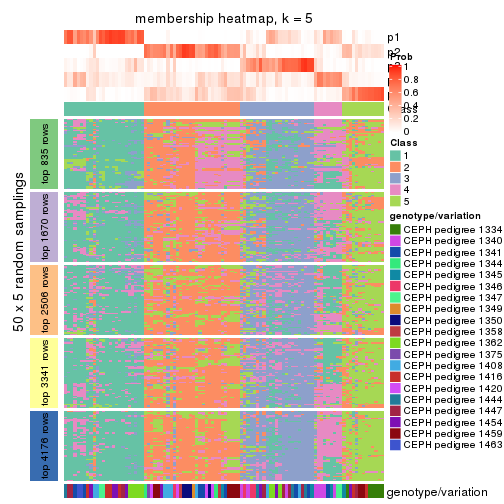 membership heatmap, k = 5
p1
p2
Prob
1
0.8
0.6
0.4
0.2
0
Class
1
2
3
4
5
genotype/variation
CEPH pedigree 1334
CEPH pedigree 1340
CEPH pedigree 1341
CEPH pedigree 1344
CEPH pedigree 1345
CEPH pedigree 1346
CEPH pedigree 1347
CEPH pedigree 1349
CEPH pedigree 1350
CEPH pedigree 1358
CEPH pedigree 1362
CEPH pedigree 1375
CEPH pedigree 1408
CEPH pedigree 1416
CEPH pedigree 1420
CEPH pedigree 1444
CEPH pedigree 1447
CEPH pedigree 1454
CEPH pedigree 1459
CEPH pedigree 1463
50 x 5 random samplings
top 835 rows
top 1670 rows
top 2506 rows
top 3341 rows
top 4176 rows
genotype/variation